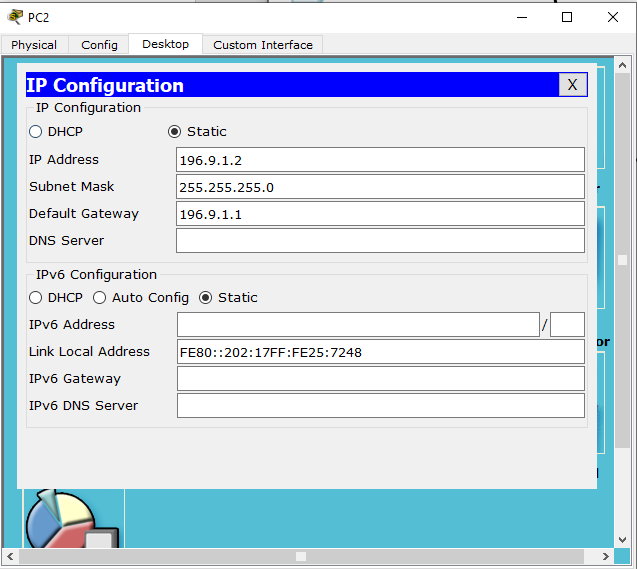 PC2
Physical Config Desktop Custom Interface
IP Configuration X
IP Configuration
DHCP Static
IP Address 196.9.1.2
Subnet Mask 255.255.255.0
Default Gateway 196.9.1.1
DNS Server
IPv6 Configuration
DHCP Auto Config Static
IPv6 Address /
Link Local Address FE80::202:17FF:FE25:7248
IPv6 Gateway
IPv6 DNS Server
or